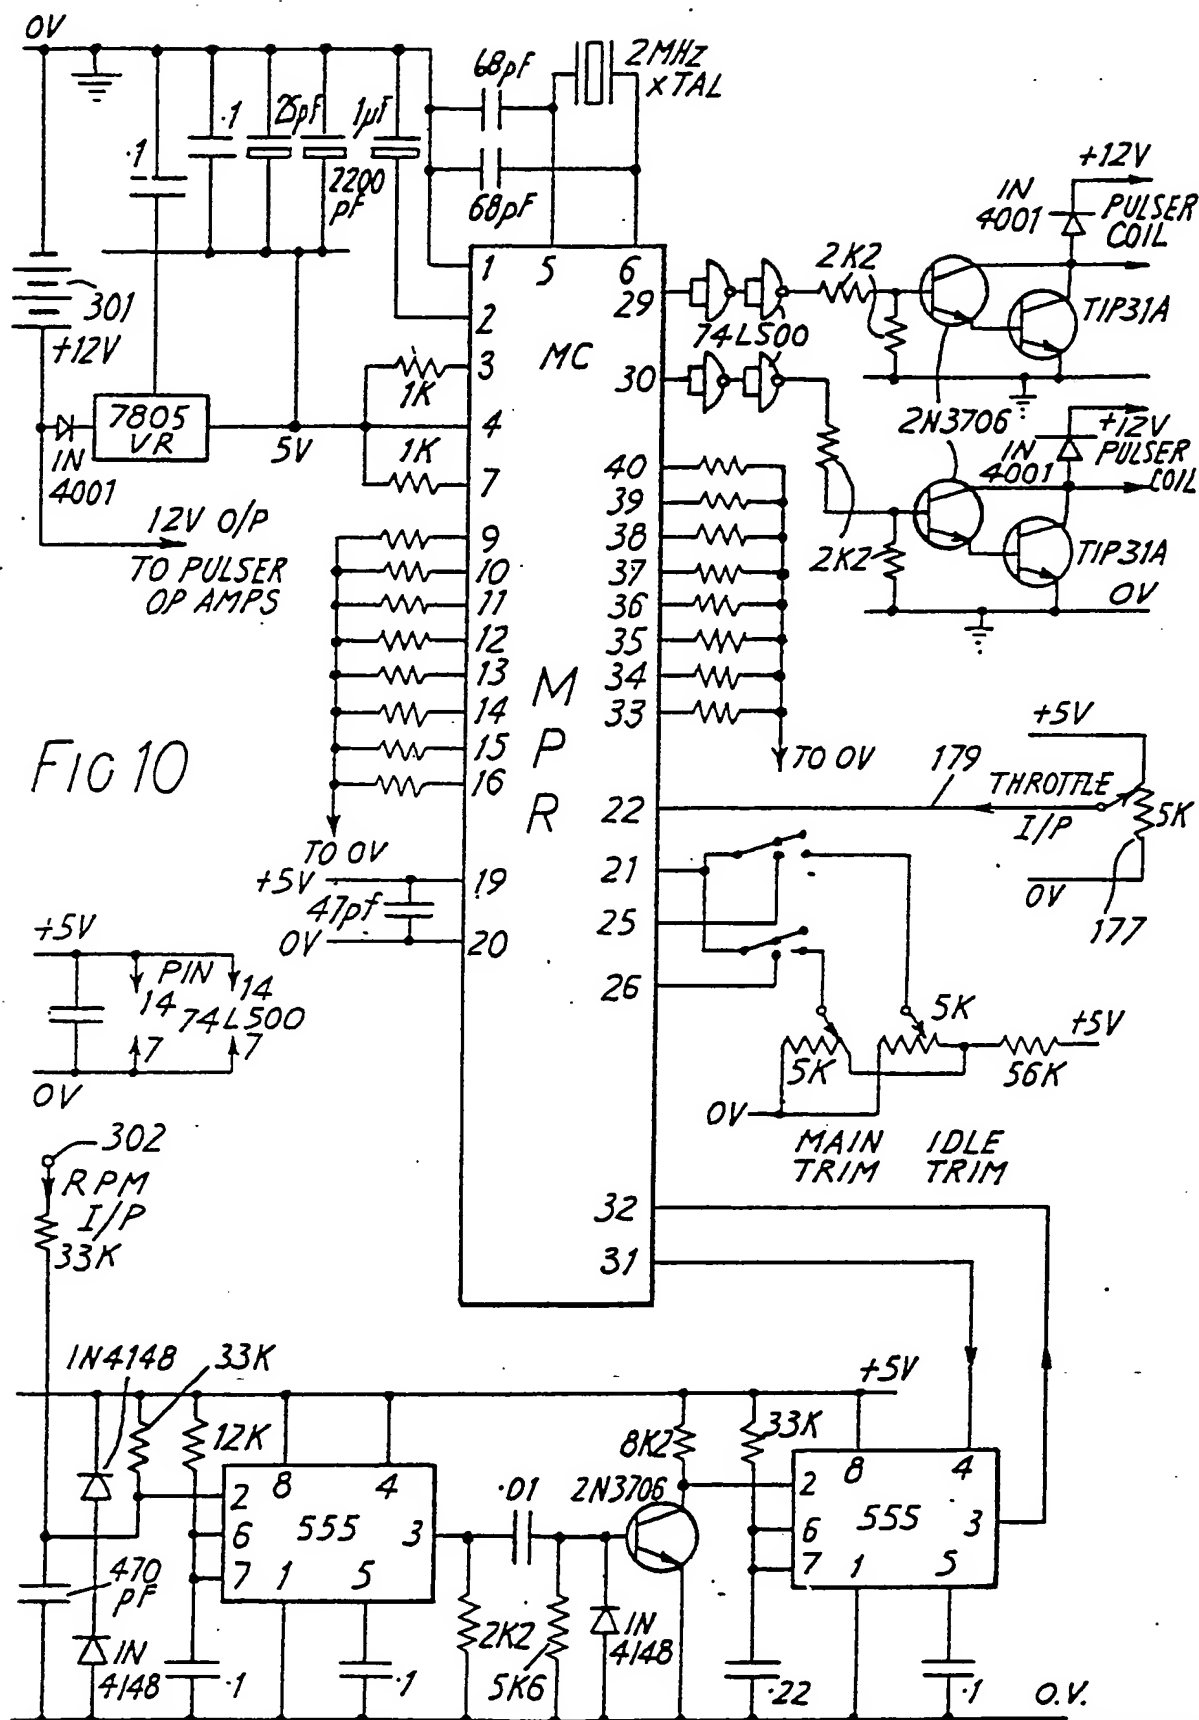 0V
68pF
2MHz
XTAL
.1
.1
25pF
1µF
2200
pF
68pF
301
+12V
7805
VR
IN
4001
5V
1K
1K
12V O/P
TO PULSER
OP AMPS
1
2
3
4
7
9
10
11
12
13
14
15
16
19
20
5
6
29
30
40
39
38
37
36
35
34
33
22
21
25
26
32
31
MC
M
P
R
74LS00
2K2
IN
4001
+12V
PULSER
COIL
TIP31A
2N3706
IN
4001
+12V
PULSER
COIL
2K2
TIP31A
0V
TO 0V
+5V
179
THROTTLE
I/P
5K
0V
177
FIG 10
TO 0V
+5V
47pf
0V
+5V
PIN
14
14
74LS00
7
7
0V
5K
5K
56K
+5V
0V
MAIN
TRIM
IDLE
TRIM
302
RPM
I/P
33K
IN4148
33K
12K
2
8
4
6
555
3
7
1
5
470
PF
IN
4148
.1
.1
2K2
.01
5K6
2N3706
IN
4148
8K2
33K
+5V
2
8
4
6
555
3
7
1
5
.22
.1
O.V.